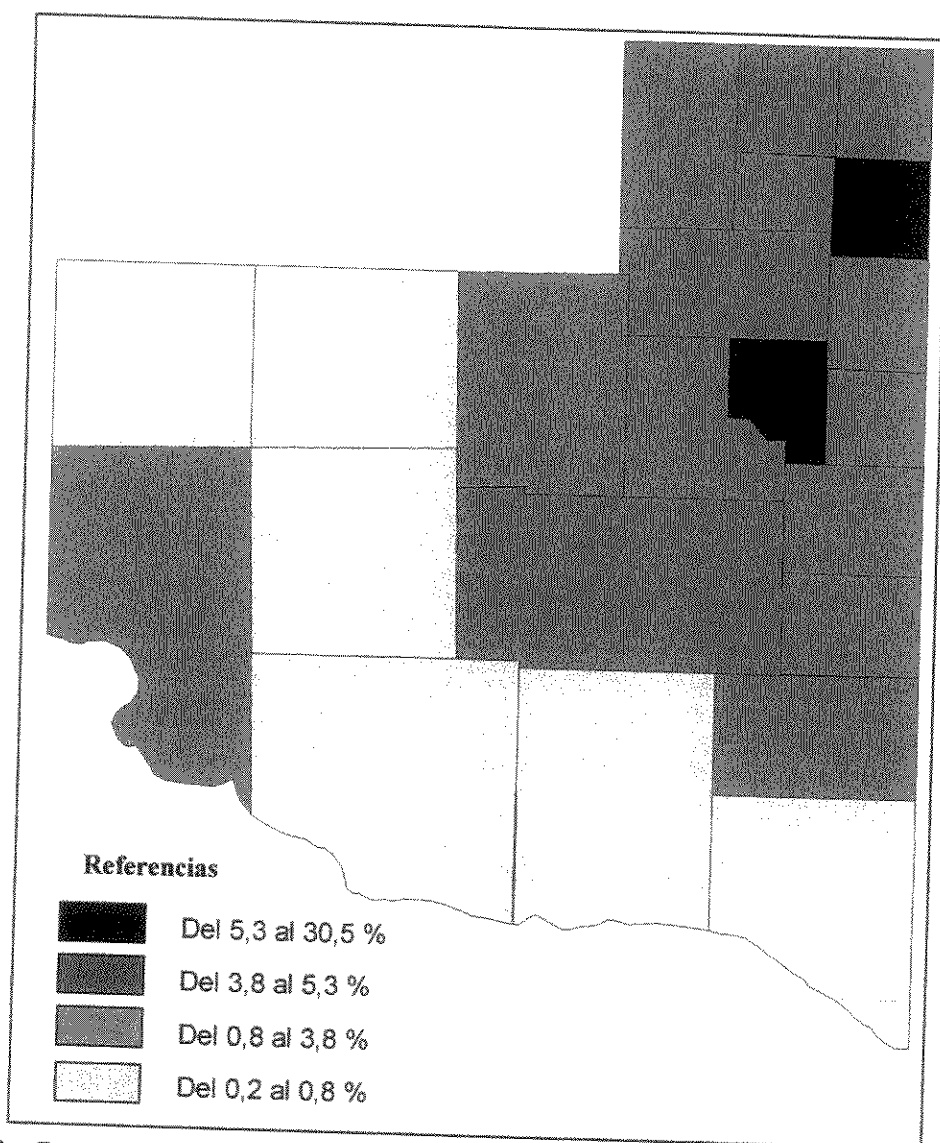 Referencias
Del 5,3 al 30,5 %
Del 3,8 al 5,3 %
Del 0,8 al 3,8 %
Del 0,2 al 0,8 %